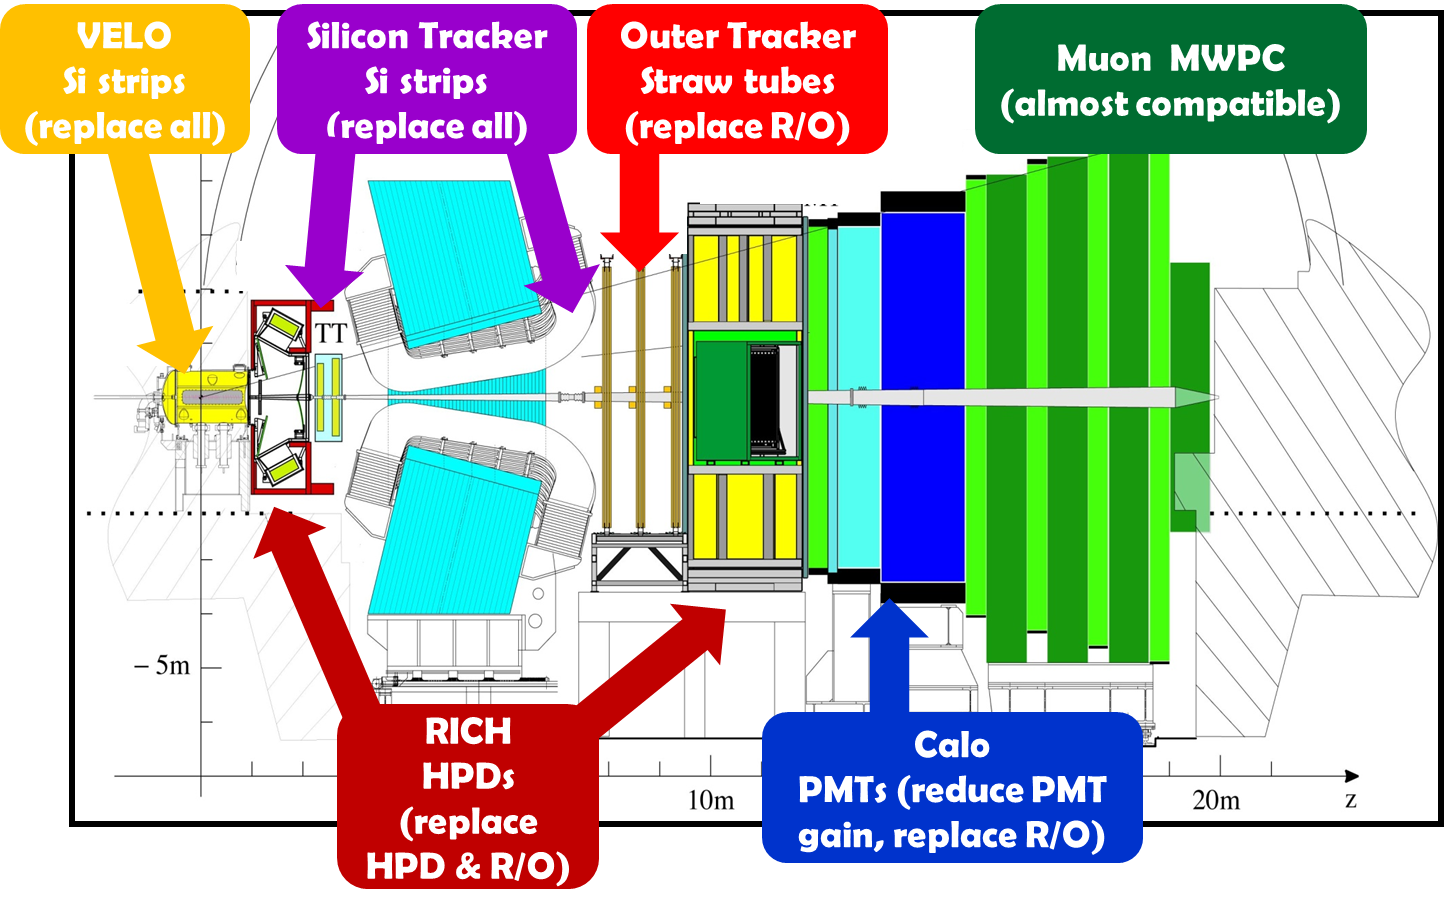 VELO
Si strips
(replace all)
Silicon Tracker
Si strips
(replace all)
Outer Tracker
Straw tubes
(replace R/O)
Muon MWPC
(almost compatible)
TT
– 5m
RICH
HPDs
(replace
HPD & R/O)
Calo
PMTs (reduce PMT
gain, replace R/O)
10m
20m
z